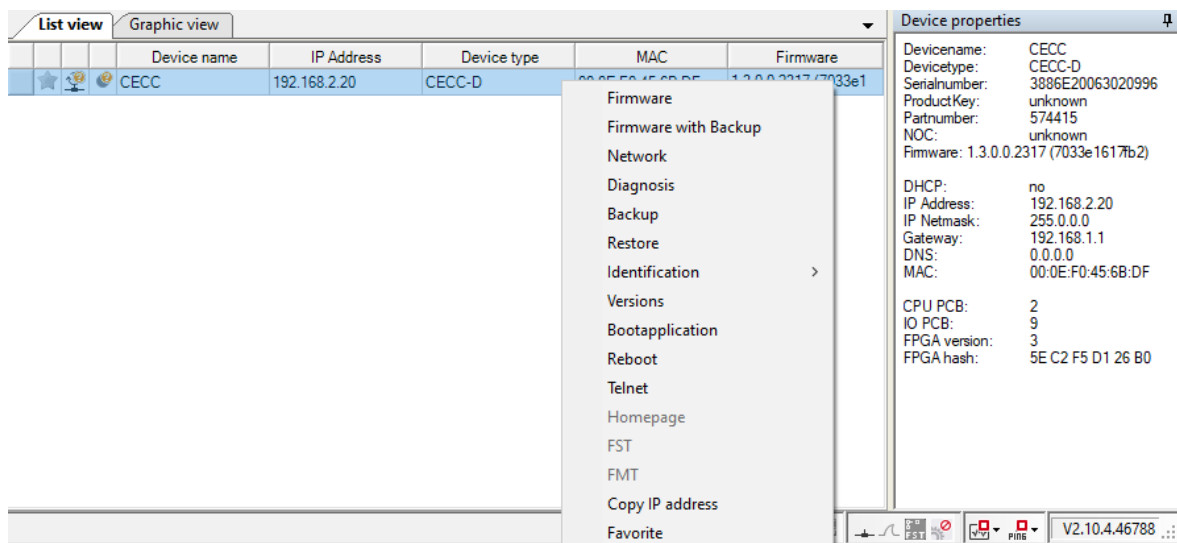 List view Graphic view
Device name IP Address Device type MAC Firmware
CECC 192.168.2.20 CECC-D
Firmware
Firmware with Backup
Network
Diagnosis
Backup
Restore
Identification >
Versions
Bootapplication
Reboot
Telnet
Homepage
FST
FMT
Copy IP address
Favorite
Device properties
Devicename: CECC
Devicetype: CECC-D
Serialnumber: 3886E20063020996
ProductKey: unknown
Partnumber: 574415
NOC: unknown
Firmware: 1.3.0.0.2317 (7033e1617fb2)
DHCP: no
IP Address: 192.168.2.20
IP Netmask: 255.0.0.0
Gateway: 192.168.1.1
DNS: 0.0.0.0
MAC: 00:0E:F0:45:6B:DF
CPU PCB: 2
IO PCB: 9
FPGA version: 3
FPGA hash: 5E C2 F5 D1 26 B0
FST PING V2.10.4.46788